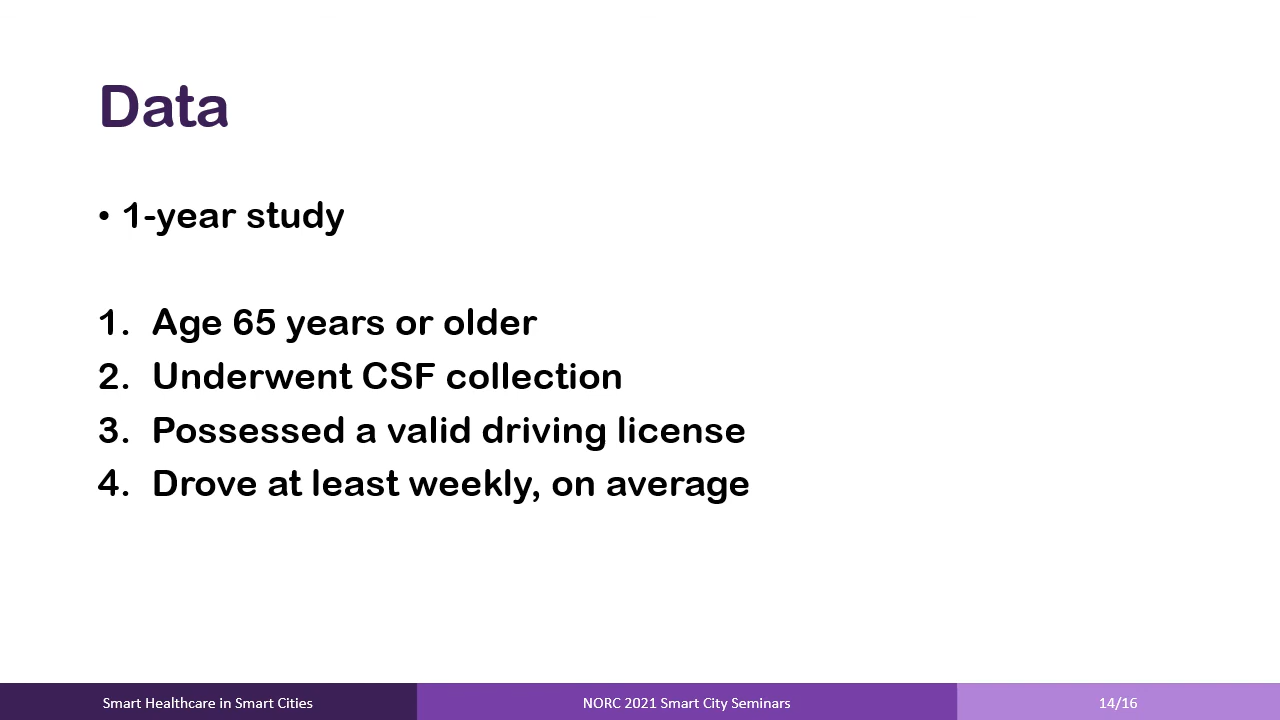 Data
• 1-year study
1. Age 65 years or older
2. Underwent CSF collection
3. Possessed a valid driving license
4. Drove at least weekly, on average
Smart Healthcare in Smart Cities
NORC 2021 Smart City Seminars
14/16